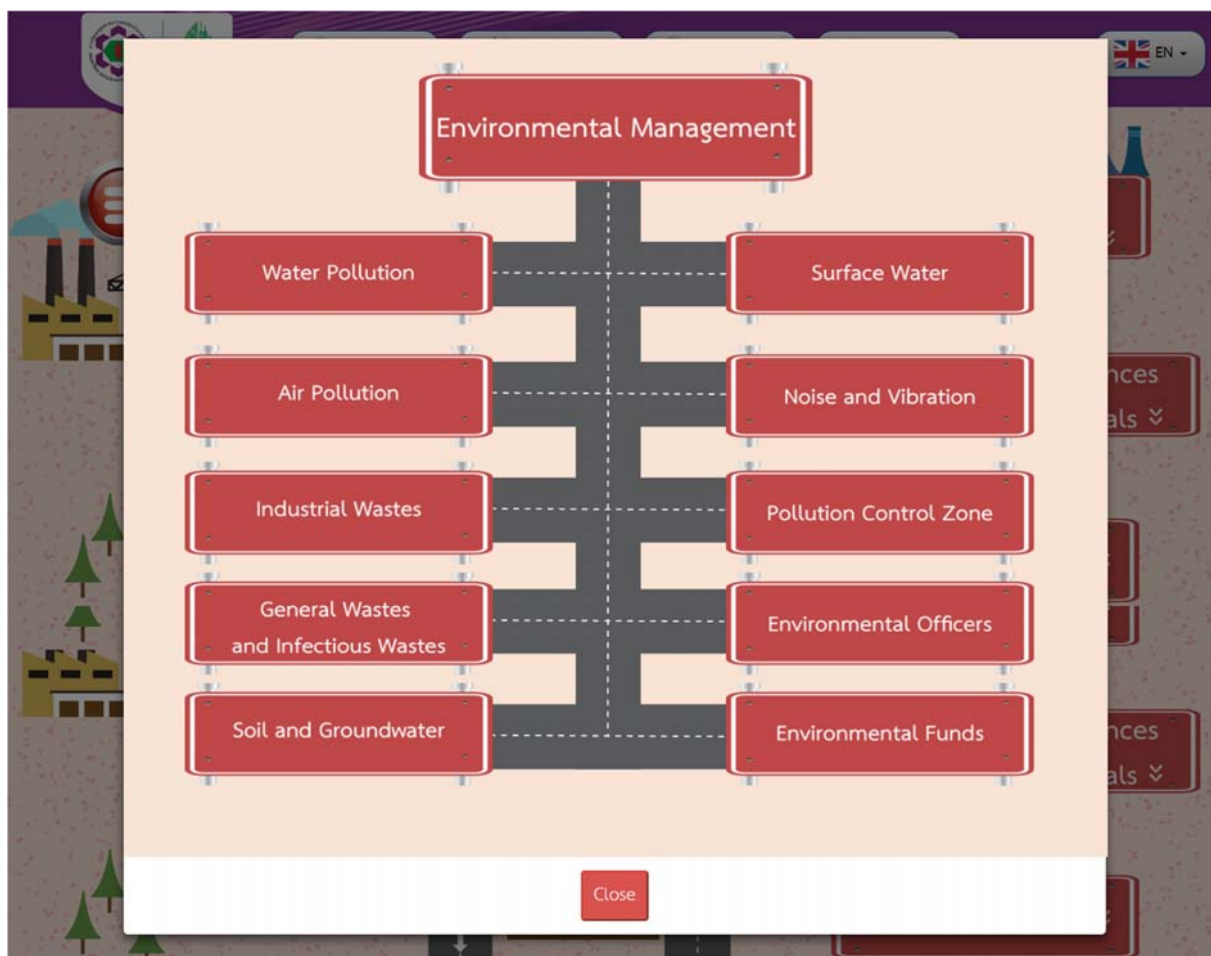 EN
Environmental Management
Water Pollution
Surface Water
Air Pollution
Noise and Vibration
Industrial Wastes
Pollution Control Zone
General Wastes
and Infectious Wastes
Environmental Officers
Soil and Groundwater
Environmental Funds
Close